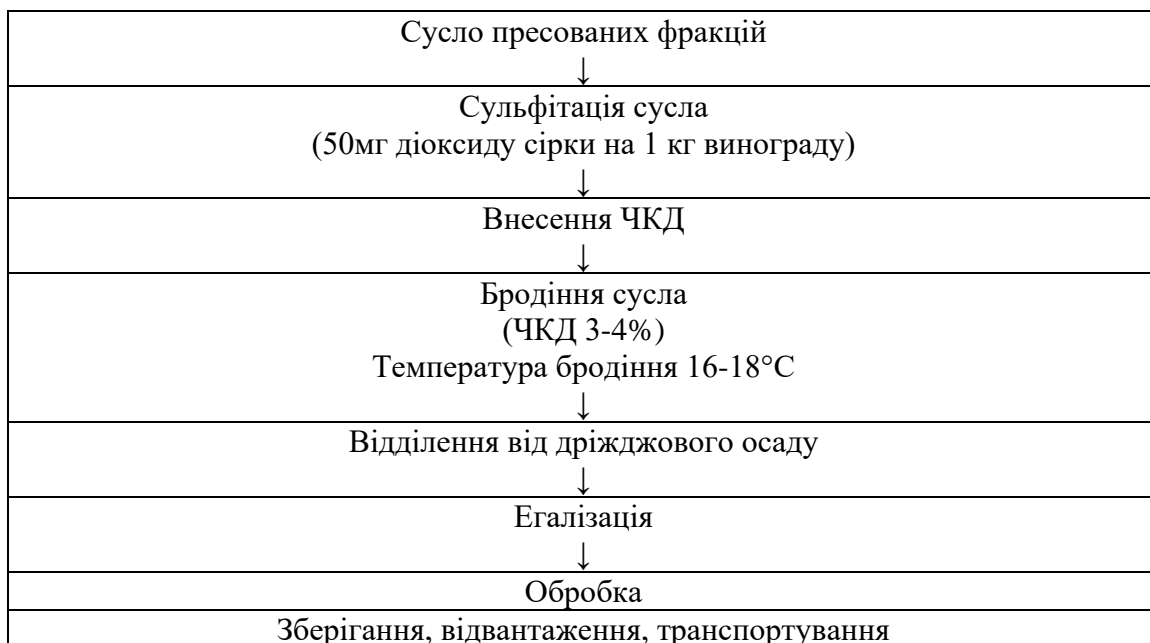 Сусло пресованих фракцій
↓
Сульфітація сусла
(50мг діоксиду сірки на 1 кг винограду)
↓
Внесення ЧКД
↓
Бродіння сусла
(ЧКД 3-4%)
Температура бродіння 16-18°С
↓
Відділення від дріжджового осаду
↓
Егалізація
↓
Обробка
Зберігання, відвантаження, транспортування